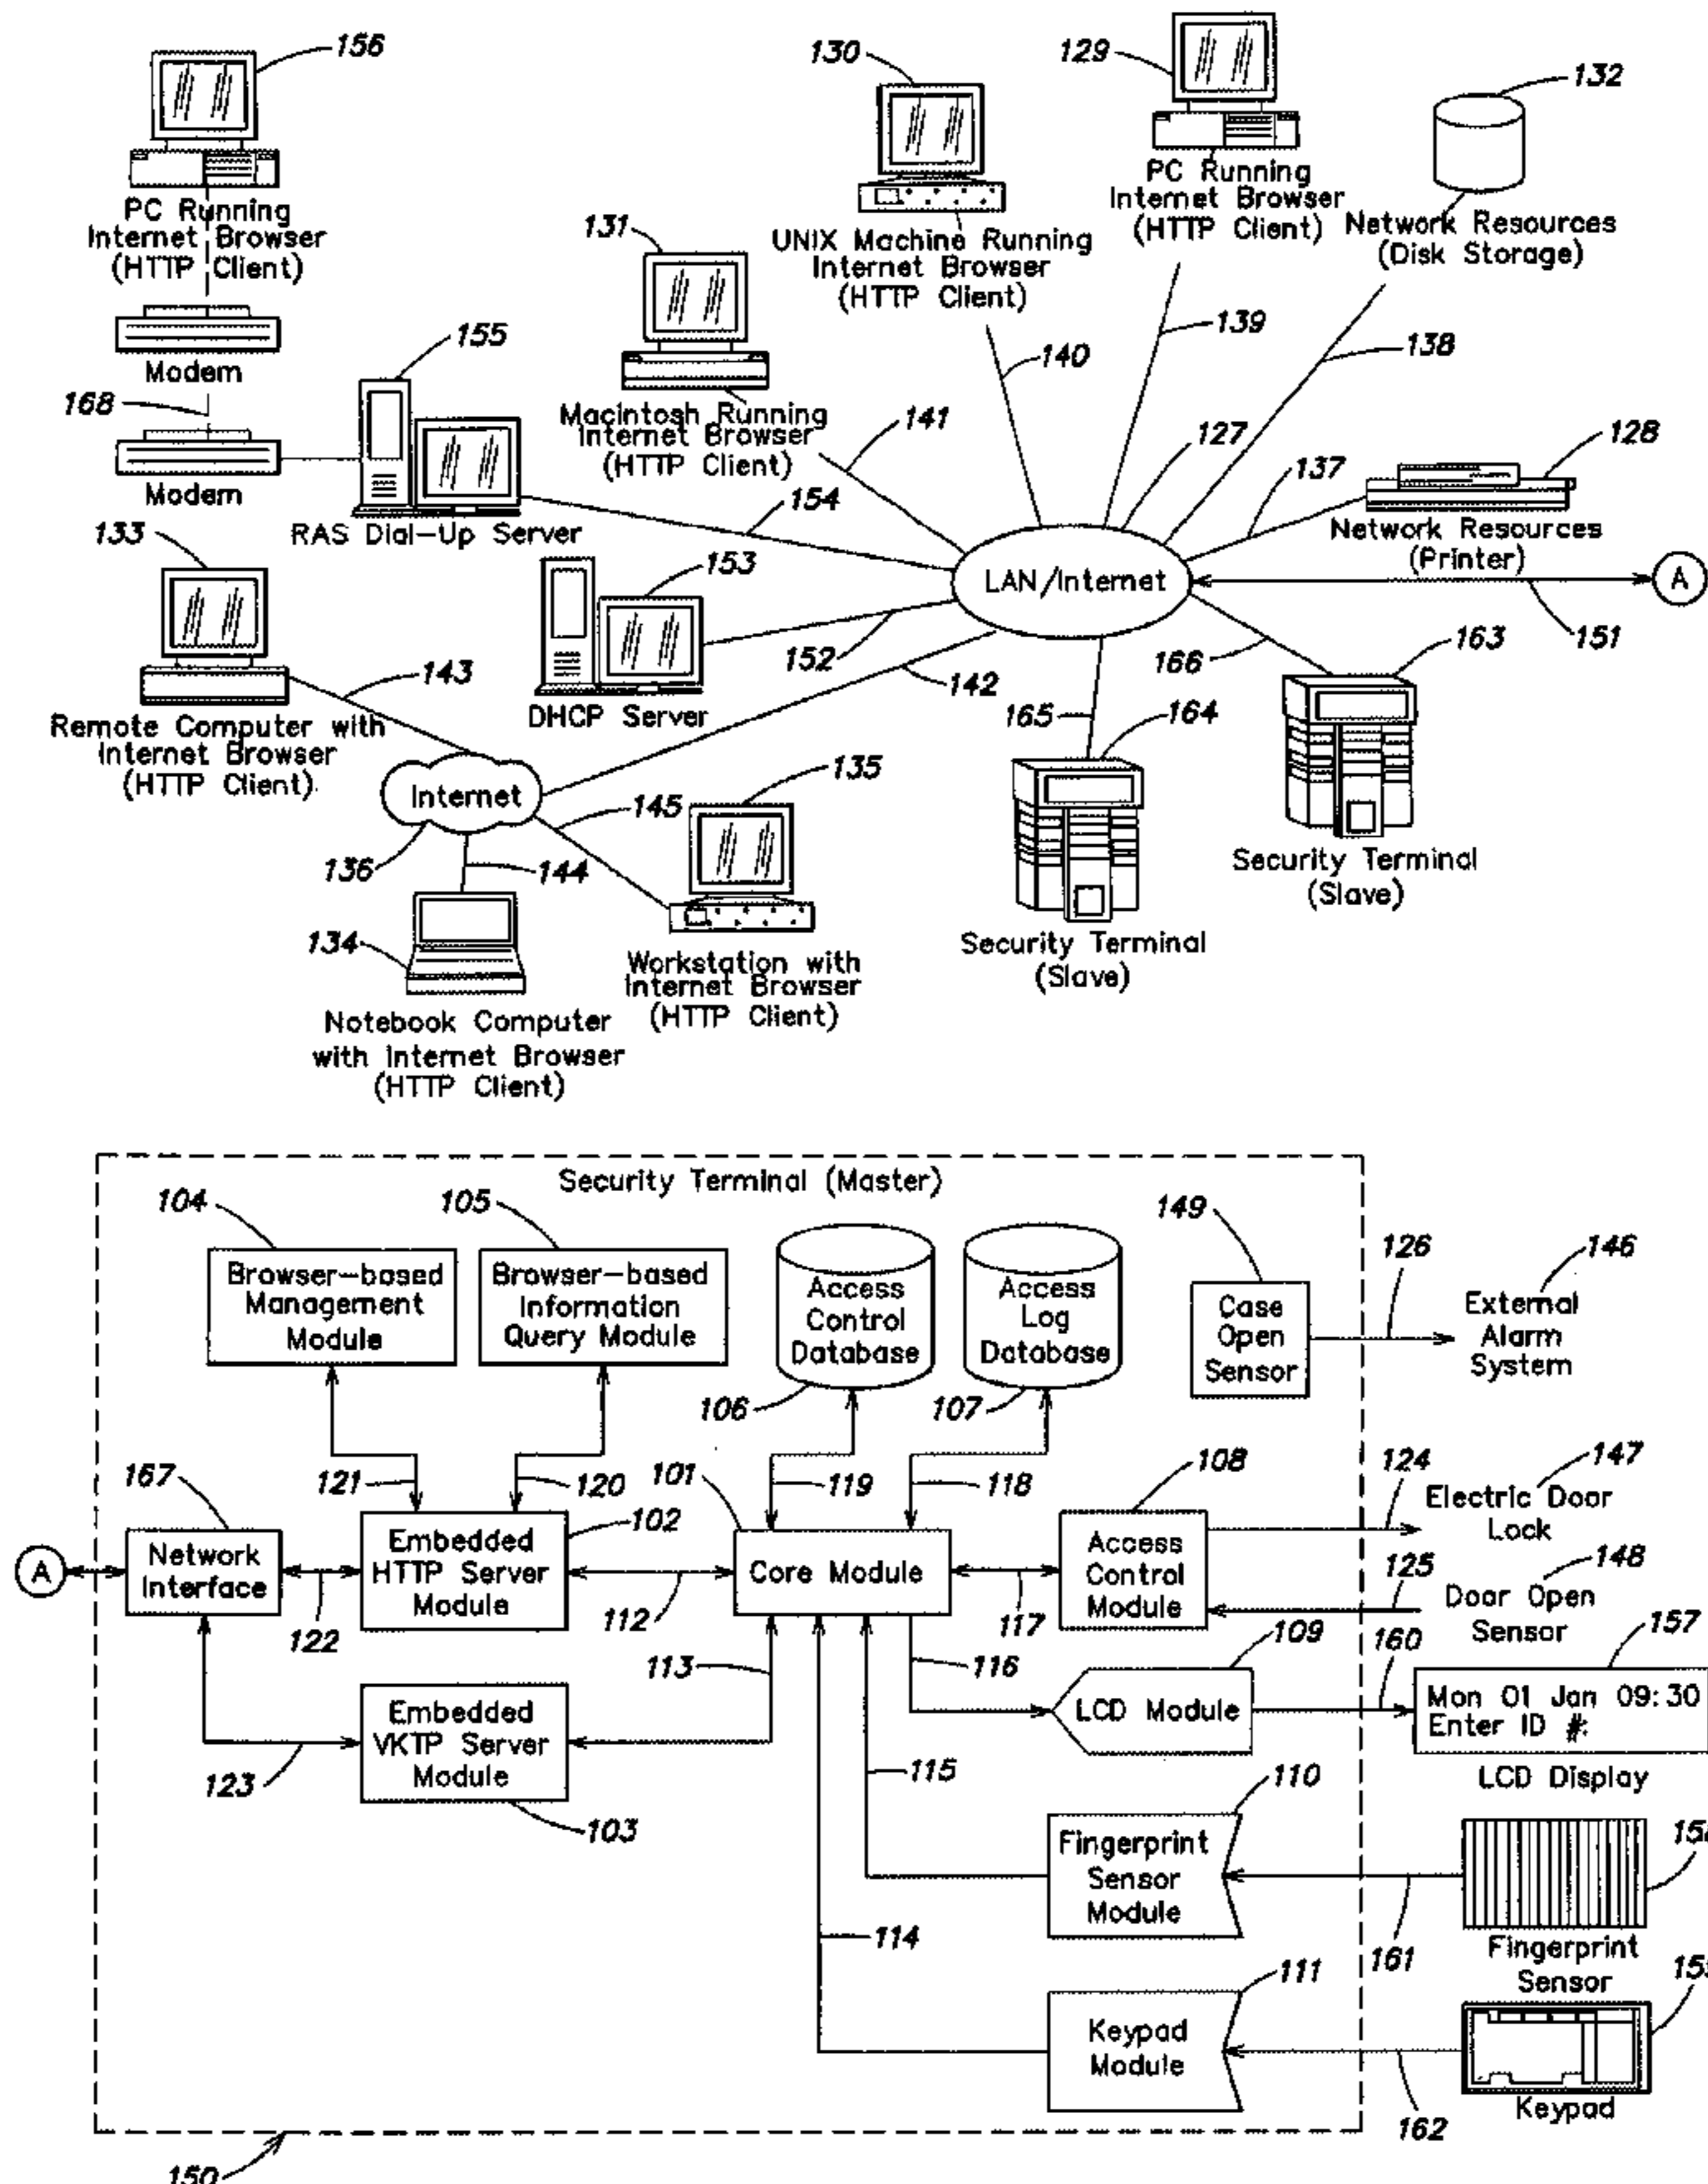 156
PC Running
Internet Browser
(HTTP Client)
Modem
168
Modem
155
RAS Dial-Up Server
131
Macintosh Running
Internet Browser
(HTTP Client)
130
UNIX Machine Running
Internet Browser
(HTTP Client)
129
PC Running
Internet Browser
(HTTP Client)
132
Network Resources
(Disk Storage)
140
139
138
141
127
137
128
Network Resources
(Printer)
154
LAN/Internet
A
151
133
Remote Computer with
Internet Browser
(HTTP Client)
143
153
DHCP Server
152
142
166
163
Security Terminal
(Slave)
165
164
Security Terminal
(Slave)
Internet
136
145
144
135
Workstation with
Internet Browser
(HTTP Client)
134
Notebook Computer
with Internet Browser
(HTTP Client)
Security Terminal (Master)
104
Browser-based
Management
Module
105
Browser-based
Information
Query Module
Access
Control
Database
106
Access
Log
Database
107
149
Case
Open
Sensor
126
146
External
Alarm
System
121
120
119
118
167
Network
Interface
A
122
Embedded
HTTP Server
Module
102
112
101
Core Module
117
108
Access
Control
Module
124
147
Electric Door
Lock
125
148
Door Open
Sensor
113
116
109
LCD Module
160
157
Mon 01 Jan 09:30
Enter ID #:
LCD Display
Embedded
VKTP Server
Module
123
103
115
110
Fingerprint
Sensor
Module
161
Fingerprint
Sensor
114
111
Keypad
Module
162
Keypad
150